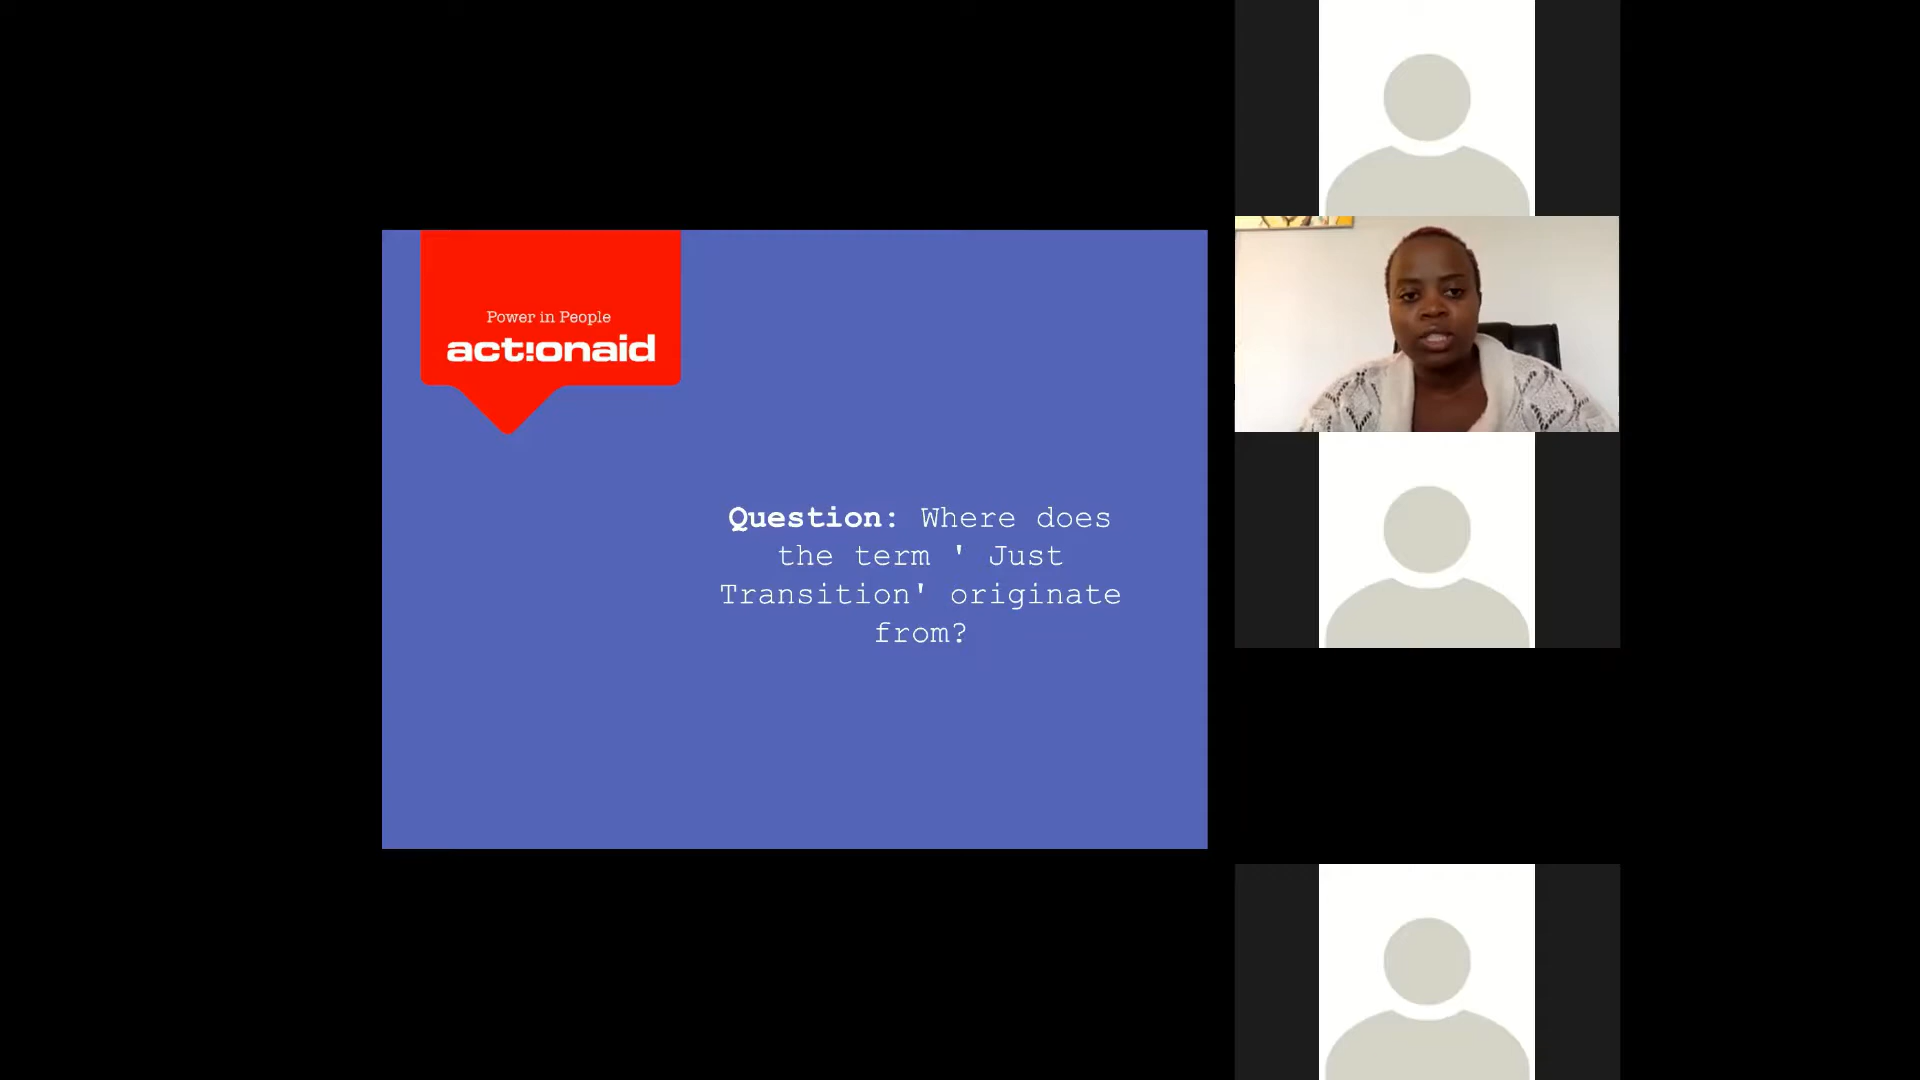 Power in People
act!onaid
Question: Where does
the term ' Just
Transition' originate
from?